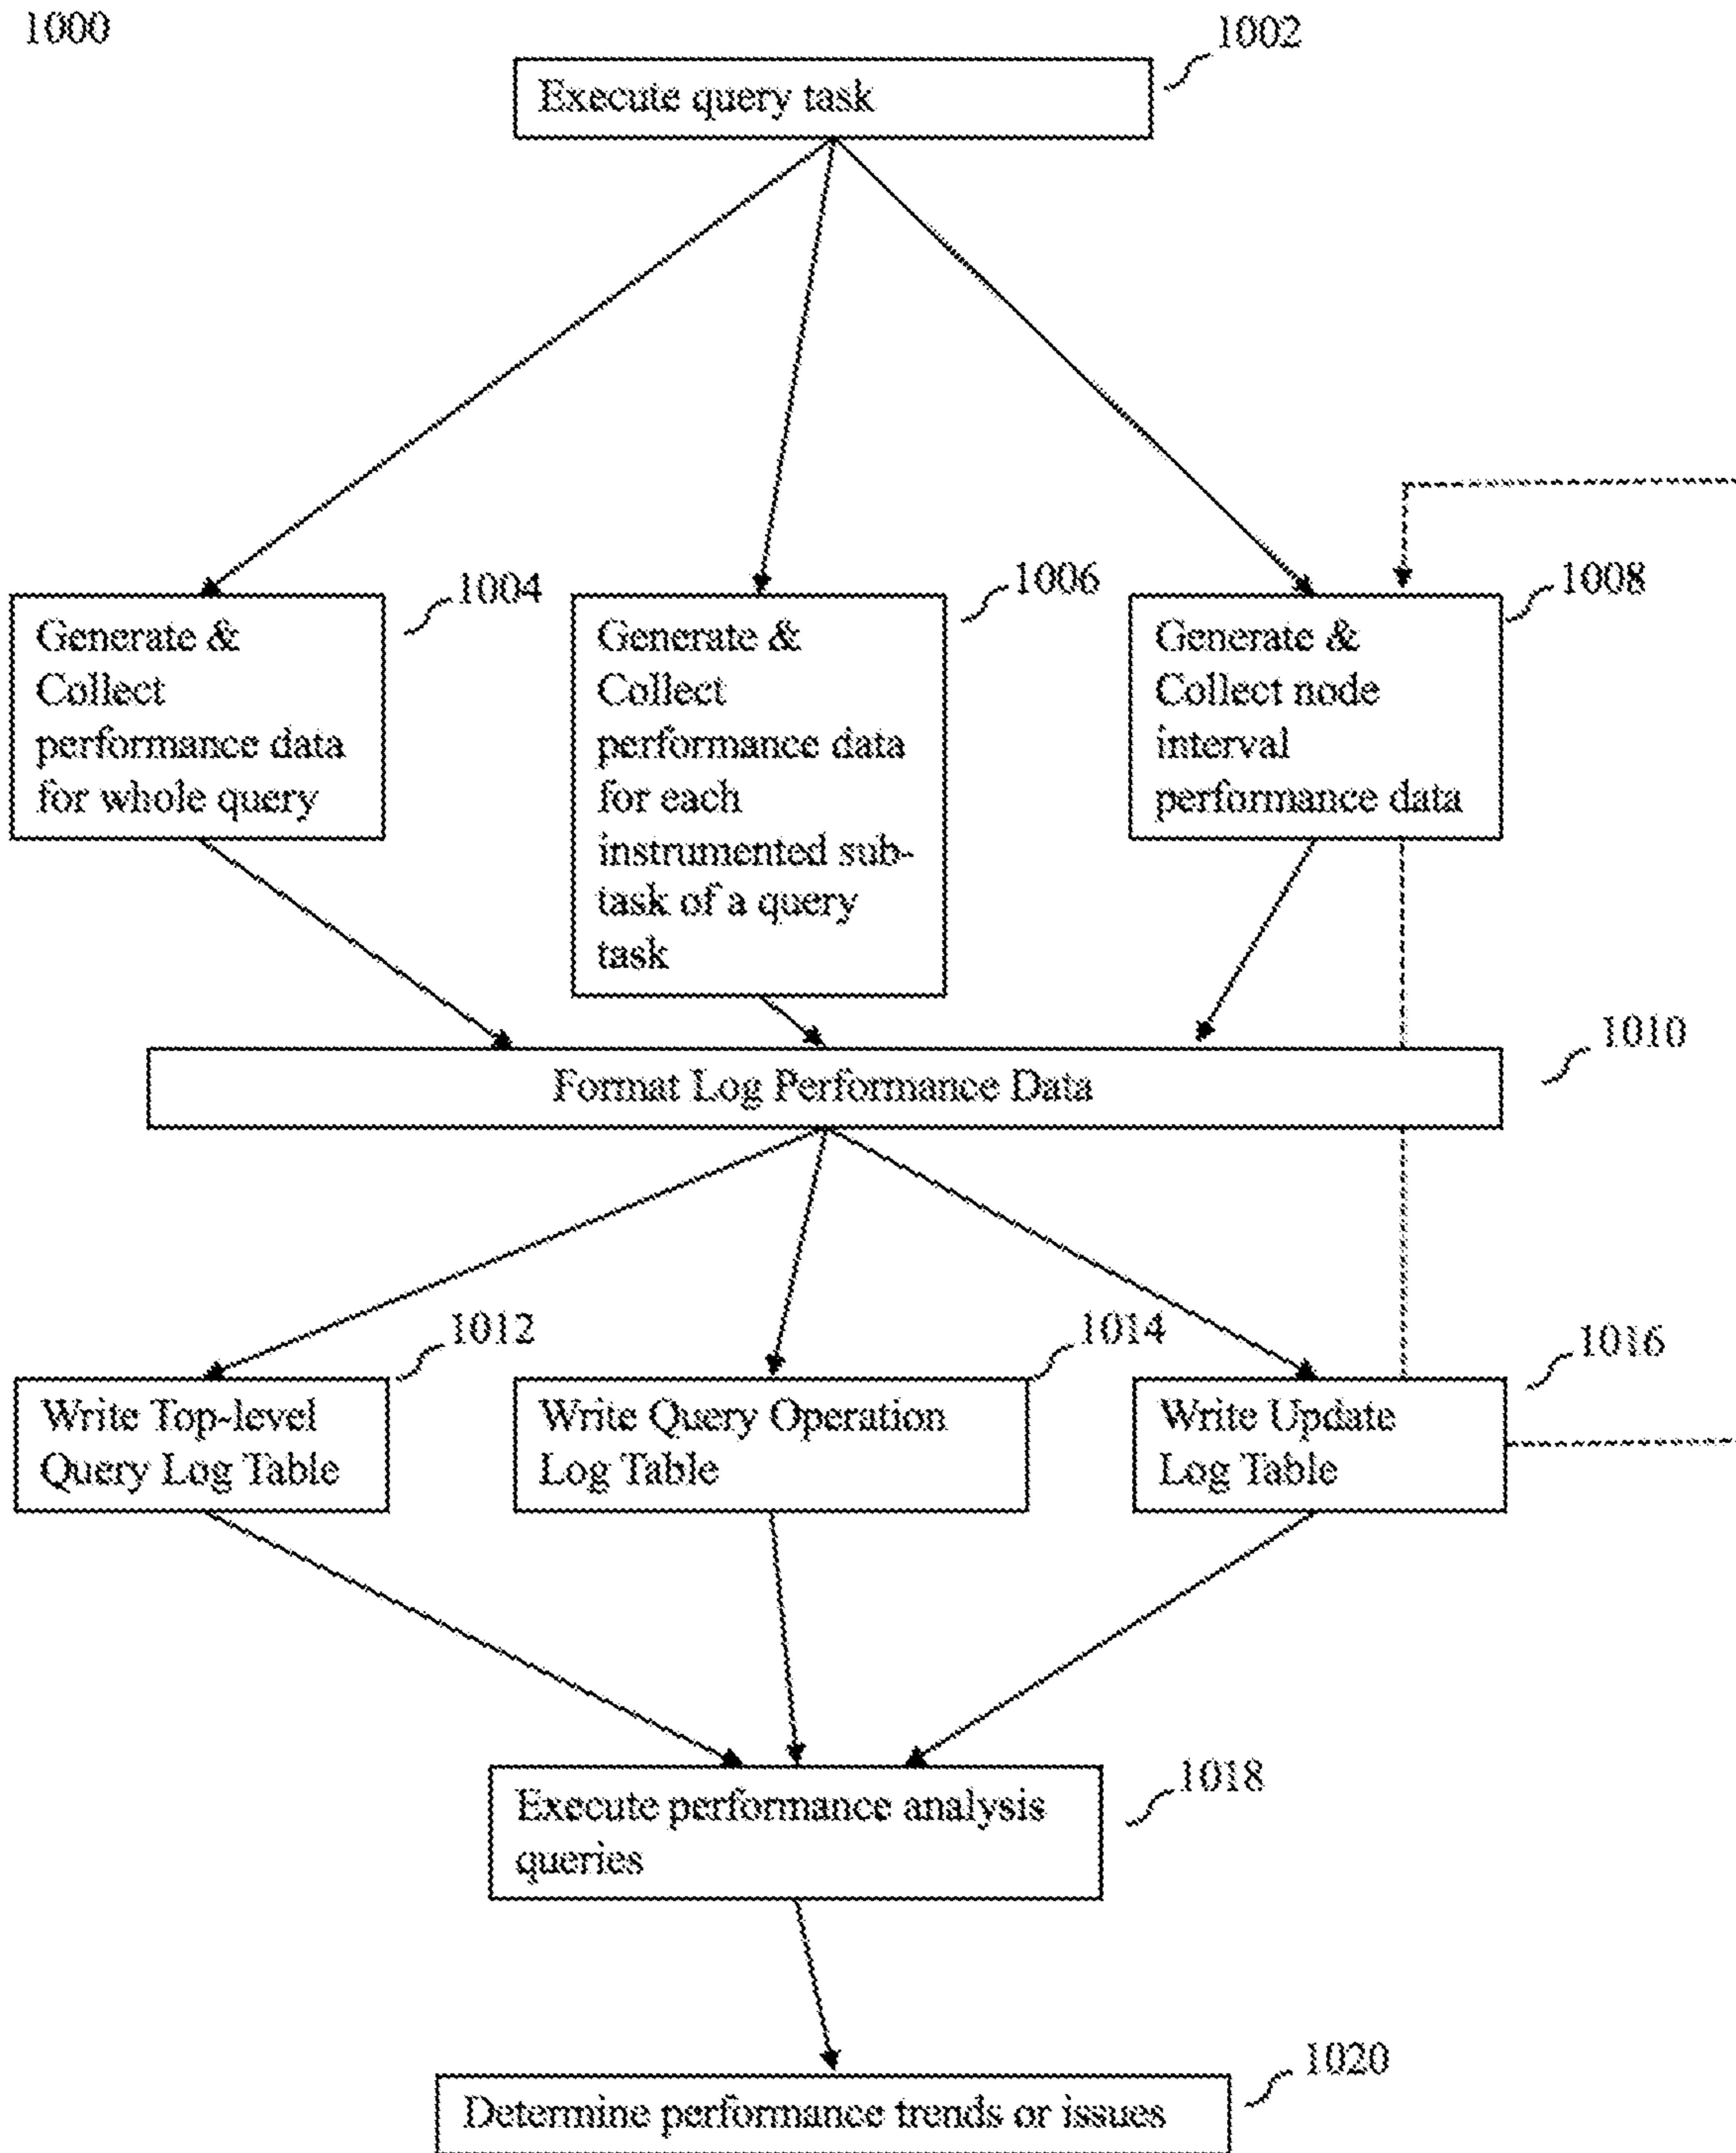 1000
1002
Execute query task
1004
1006
1008
Generate &
Collect
performance data
for whole query
Generate &
Collect
performance data
for each
instrumented sub-
task of a query
task
Generate &
Collect node
interval
performance data
1010
Format Log Performance Data
1012
1014
1016
Write Top-level
Query Log Table
Write Query Operation
Log Table
Write Update
Log Table
1018
Execute performance analysis
queries
1020
Determine performance trends or issues